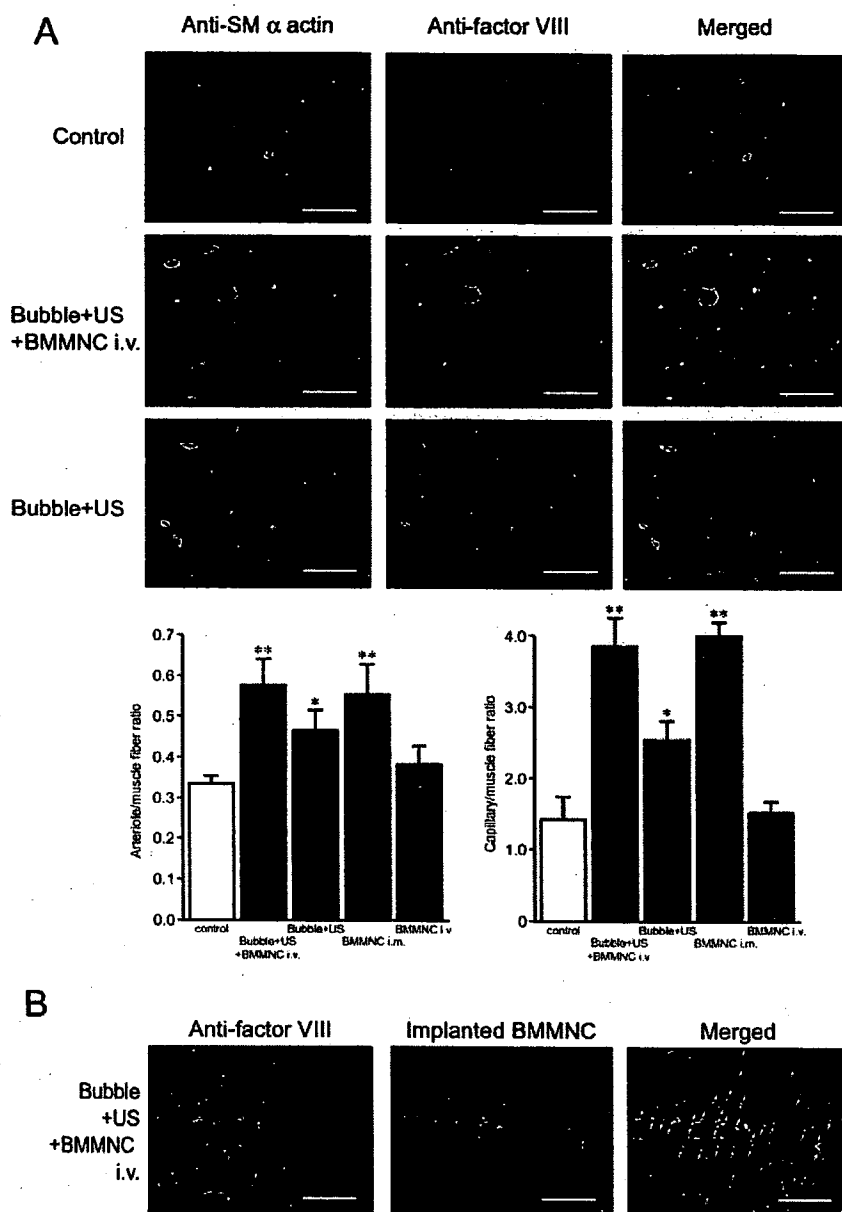 A
Anti-SM α actin Anti-factor VIII Merged
Control
Bubble+US
+BMMNC i.v.
Bubble+US
Arteriole/muscle fiber ratio
0.7
0.6
0.5
0.4
0.3
0.2
0.1
0.0
control
Bubble+US
+BMMNC i.v.
Bubble+US
BMMNC i.m.
BMMNC i.v
** * **
Capillary/muscle fiber ratio
4.0
3.0
2.0
1.0
0
control
Bubble+US
+BMMNC i.v
Bubble+US
BMMNC i.m.
BMMNC i.v.
** * **
B
Anti-factor VIII Implanted BMMNC Merged
Bubble
+US
+BMMNC
i.v.